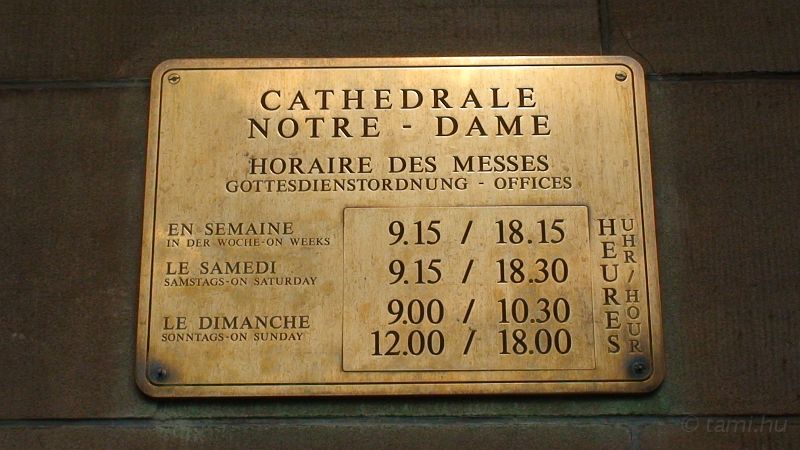 CATHEDRALE
NOTRE - DAME
HORAIRE DES MESSES
GOTTESDIENSTORDNUNG - OFFICES
EN SEMAINE 9.15 / 18.15
IN DER WOCHE-ON WEEKS
LE SAMEDI 9.15 / 18.30
SAMSTAGS-ON SATURDAY
LE DIMANCHE 9.00 / 10.30
SONNTAGS-ON SUNDAY 12.00 / 18.00
HEURES
UHR/HOUR
© tami.hu